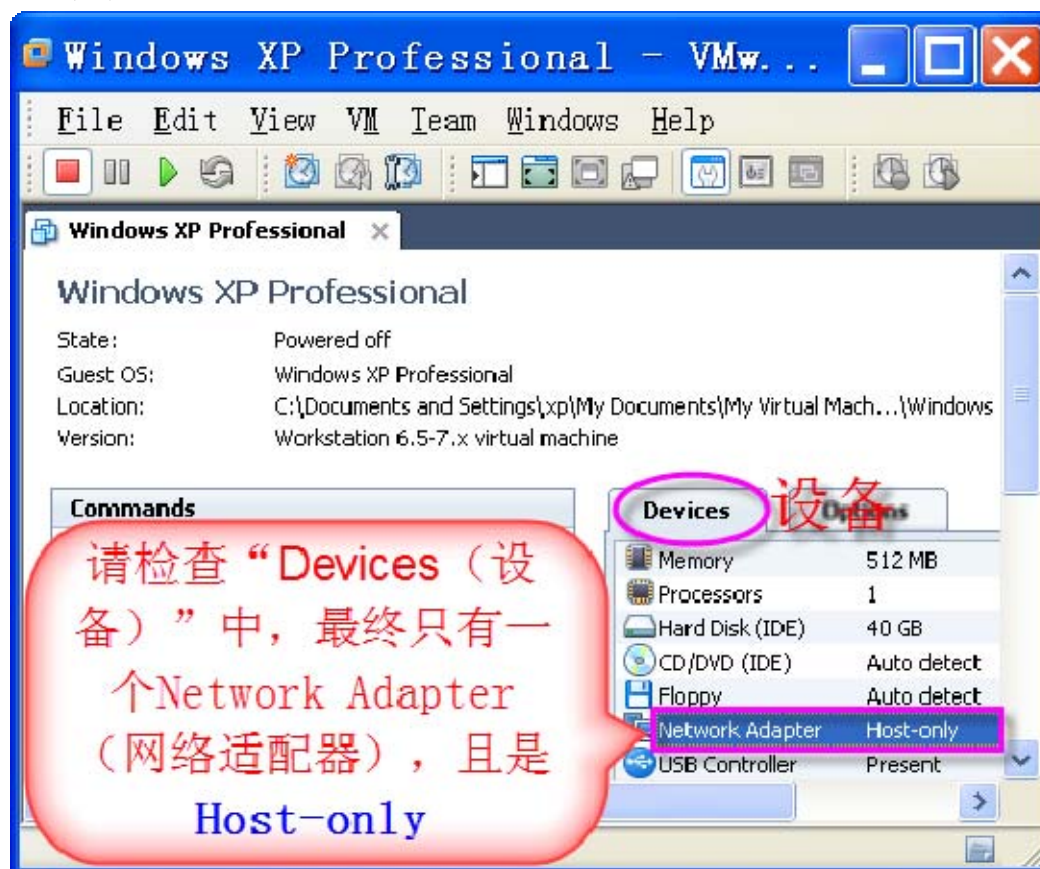 Windows XP Professional - VMw...
File Edit View VM Team Windows Help
Windows XP Professional
Windows XP Professional
State: Powered off
Guest OS: Windows XP Professional
Location: C:\Documents and Settings\xp\My Documents\My Virtual Mach...\Windows
Version: Workstation 6.5-7.x virtual machine
Commands
请检查“Devices（设
备）”中，最终只有一
个Network Adapter
（网络适配器），且是
Host-only
Devices 设备 Options
Memory 512 MB
Processors 1
Hard Disk (IDE) 40 GB
CD/DVD (IDE) Auto detect
Floppy Auto detect
Network Adapter Host-only
USB Controller Present